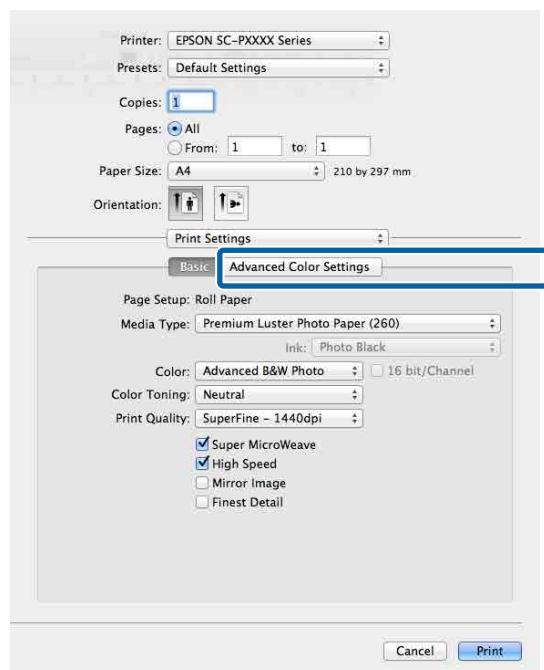 Printer: EPSON SC-PXXXX Series
Presets: Default Settings
Copies: 1
Pages: All
From: 1 to: 1
Paper Size: A4 210 by 297 mm
Orientation:
Print Settings
Basic Advanced Color Settings
Page Setup: Roll Paper
Media Type: Premium Luster Photo Paper (260)
Ink: Photo Black
Color: Advanced B&W Photo 16 bit/Channel
Color Toning: Neutral
Print Quality: SuperFine – 1440dpi
Super MicroWeave
High Speed
Mirror Image
Finest Detail
Cancel Print